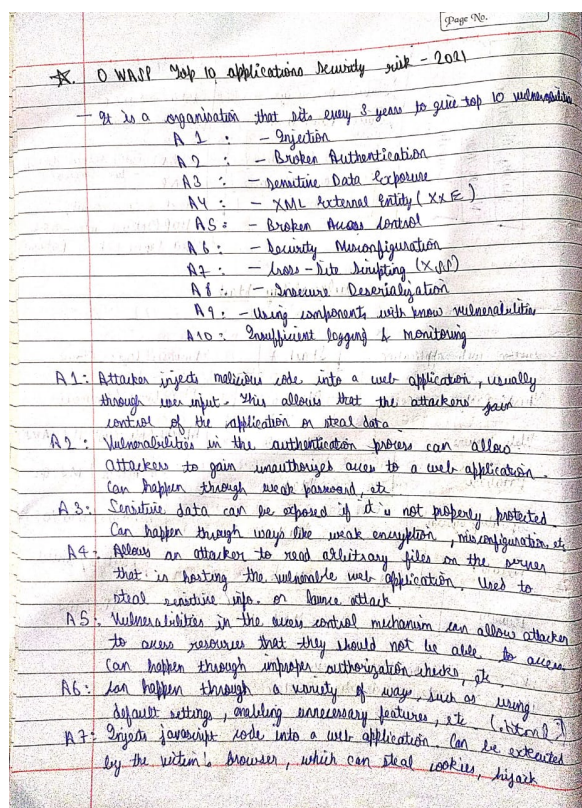 Page No.
☆. OWASP Top 10 applications Security risk - 2021
- It is a organisation that sits every 3 years to give top 10 vulnerabilities
A 1 : - Injection
A 2 : - Broken Authentication
A3 : - Sensitive Data Exposure
A4 : - XML External Entity (XXE)
A5 : - Broken Access Control
A6 : - Security Misconfiguration
A7 : - Cross-Site Scripting (XSS)
A8 : - Insecure Deserialization
A9 : - Using components with know vulnerabilities
A10 : Insufficient logging & monitoring
A1 : Attacker injects malicious code into a web application, usually
through user input. This allows that the attackers gain
control of the application or steal data
A2 : Vulnerabilities in the authentication process can allow
attackers to gain unauthorizes access to a web application.
Can happen through weak password, etc
A3 : Sensitive data can be exposed if it is not properly protected.
Can happen through ways like weak encryption, misconfiguration, etc
A4 : Allows an attacker to read arbitrary files on the server
that is hosting the vulnerable web application. Used to
steal sensitive info. or launce attack
A5 : Vulnerabilities in the access control mechanism can allow attacker
to access resources that they should not be able to access
Can happen through improper authorization checks, etc
A6 : Can happen through a variety of ways, such as using
default settings, enabling unnecessary features, etc
A7 : Injects javascript code into a web application. Can be executed
by the victim's browser, which can steal cookies, hijack